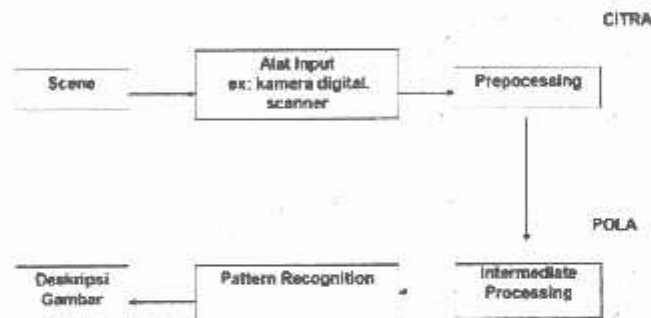 CITRA
Scene
Alat Input
ex: kamera digital,
scanner
Prepocessing
POLA
Deskripsi
Gambar
Pattern Recognition
Intermediate
Processing